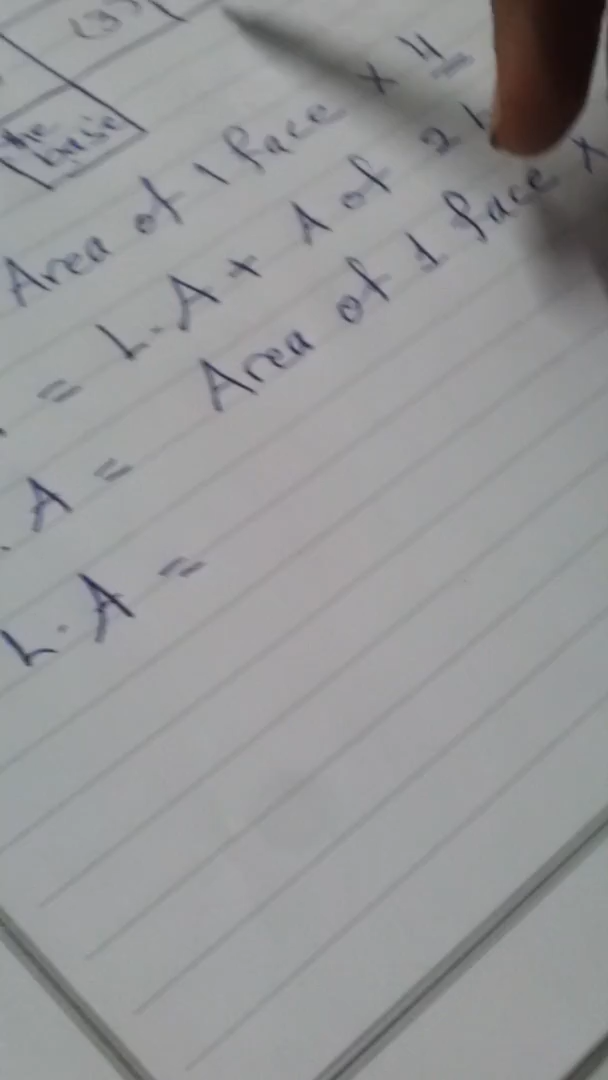 the
base
Area of 1 face × 4
= L.A + A of 2
. A = Area of 1 face ×
L.A =